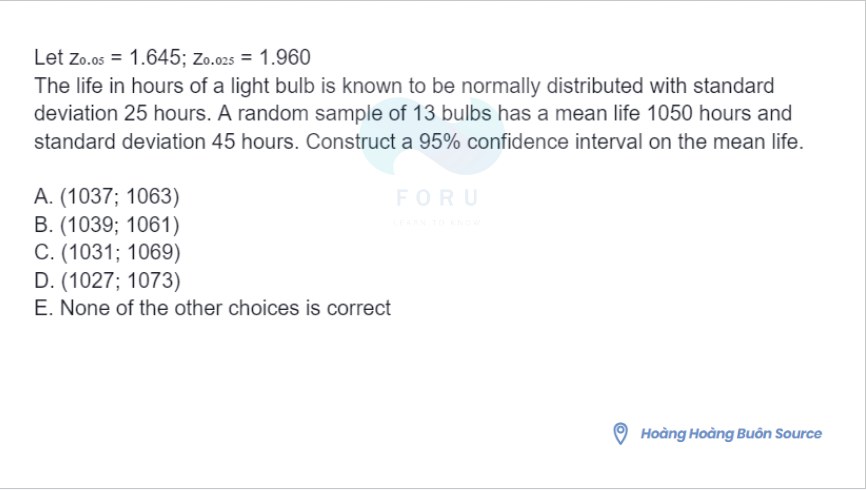 Let z₀.₀₅ = 1.645; z₀.₀₂₅ = 1.960
The life in hours of a light bulb is known to be normally distributed with standard
deviation 25 hours. A random sample of 13 bulbs has a mean life 1050 hours and
standard deviation 45 hours. Construct a 95% confidence interval on the mean life.
A. (1037; 1063)
B. (1039; 1061)
C. (1031; 1069)
D. (1027; 1073)
E. None of the other choices is correct
FORU
Hoàng Hoàng Buôn Source